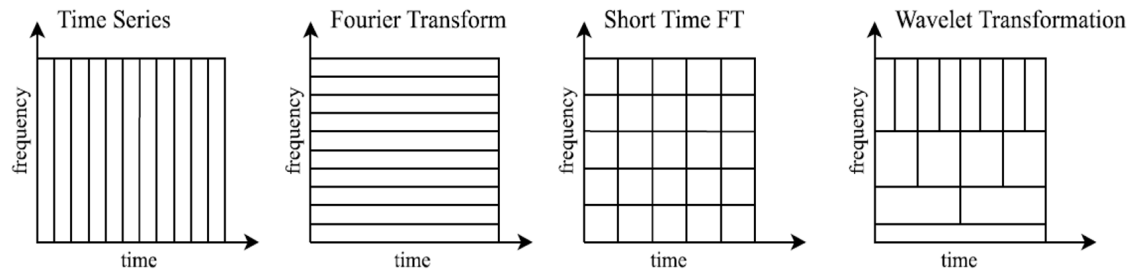 Time Series
Fourier Transform
Short Time FT
Wavelet Transformation
frequency
frequency
frequency
frequency
time
time
time
time